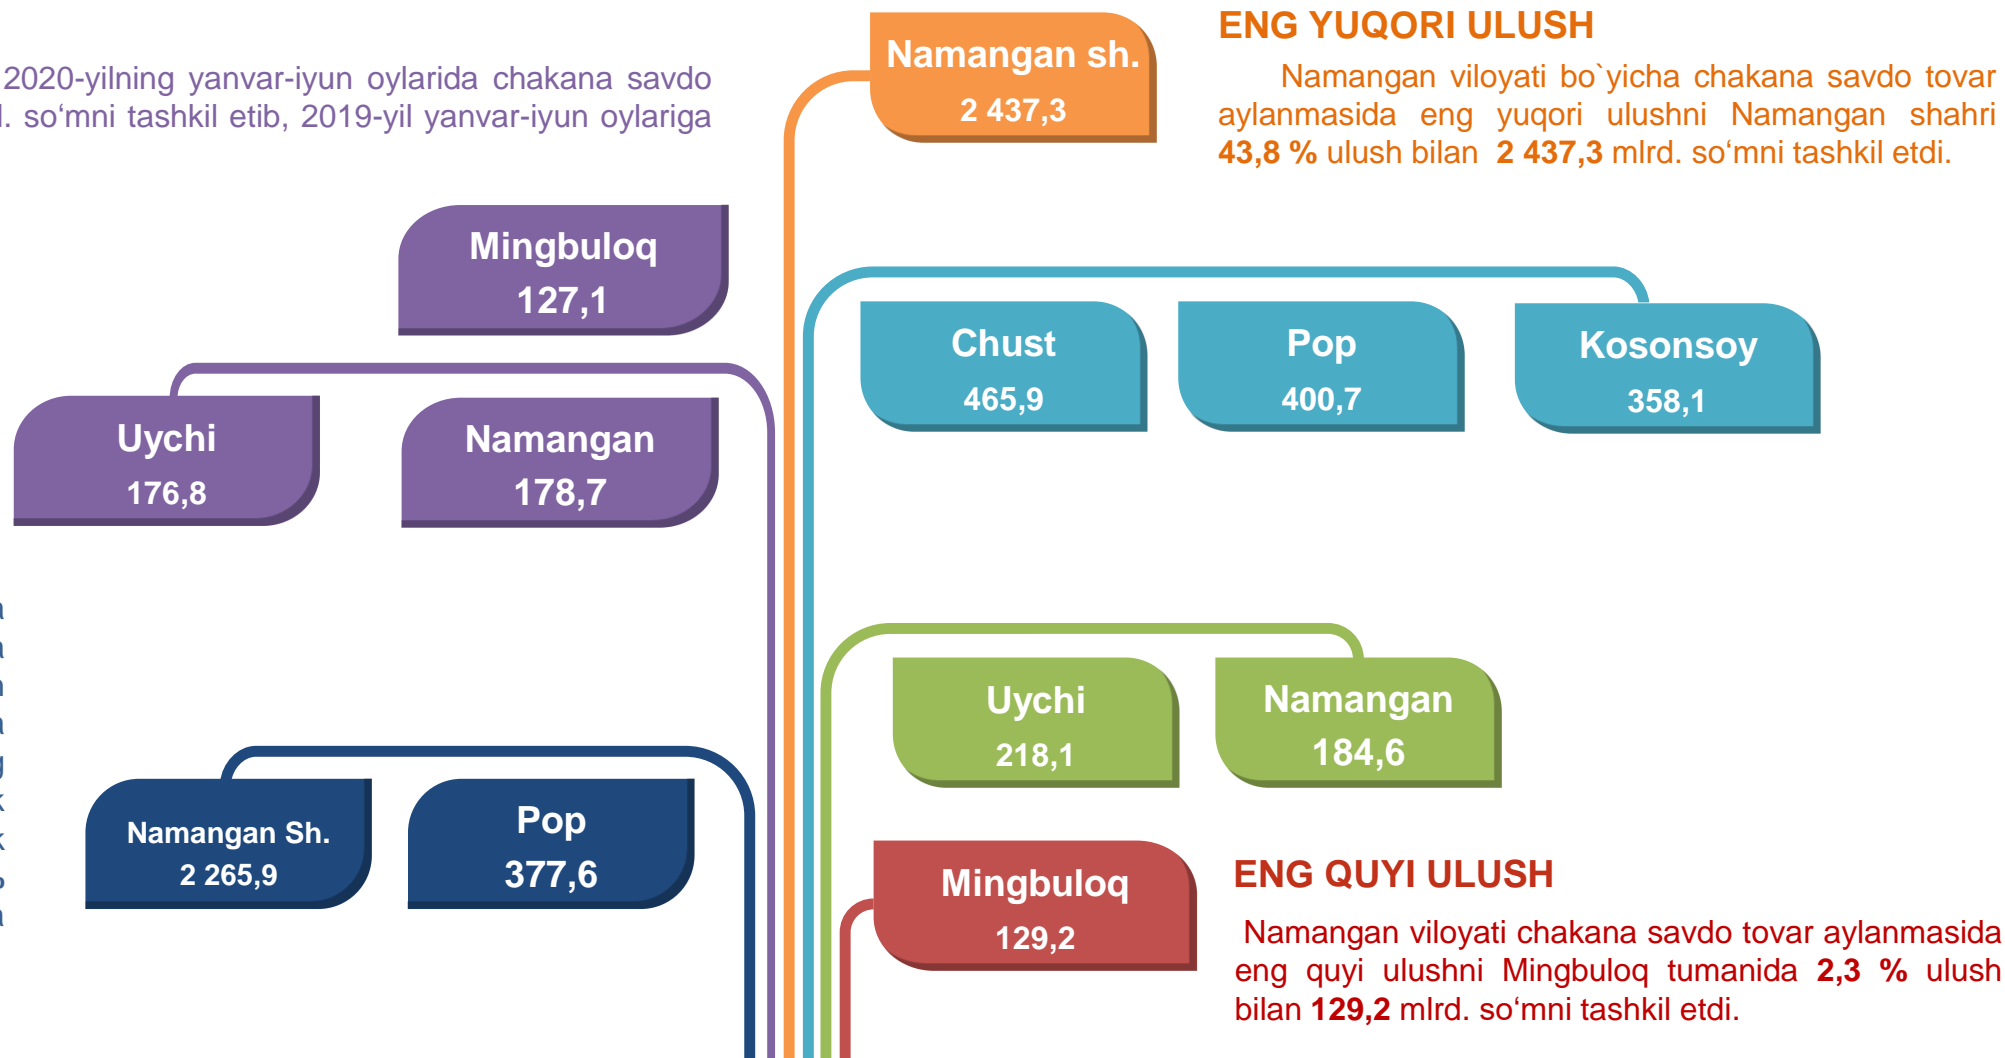 2020-yilning yanvar-iyun oylarida chakana savdo
so‘mni tashkil etib, 2019-yil yanvar-iyun oylariga
Namangan sh.
2 437,3
ENG YUQORI ULUSH
Namangan viloyati bo`yicha chakana savdo tovar
aylanmasida eng yuqori ulushni Namangan shahri
43,8 % ulush bilan 2 437,3 mlrd. so‘mni tashkil etdi.
Mingbuloq
127,1
Uychi
176,8
Namangan
178,7
Chust
465,9
Pop
400,7
Kosonsoy
358,1
Uychi
218,1
Namangan
184,6
Namangan Sh.
2 265,9
Pop
377,6
Mingbuloq
129,2
ENG QUYI ULUSH
Namangan viloyati chakana savdo tovar aylanmasida
eng quyi ulushni Mingbuloq tumanida 2,3 % ulush
bilan 129,2 mlrd. so‘mni tashkil etdi.